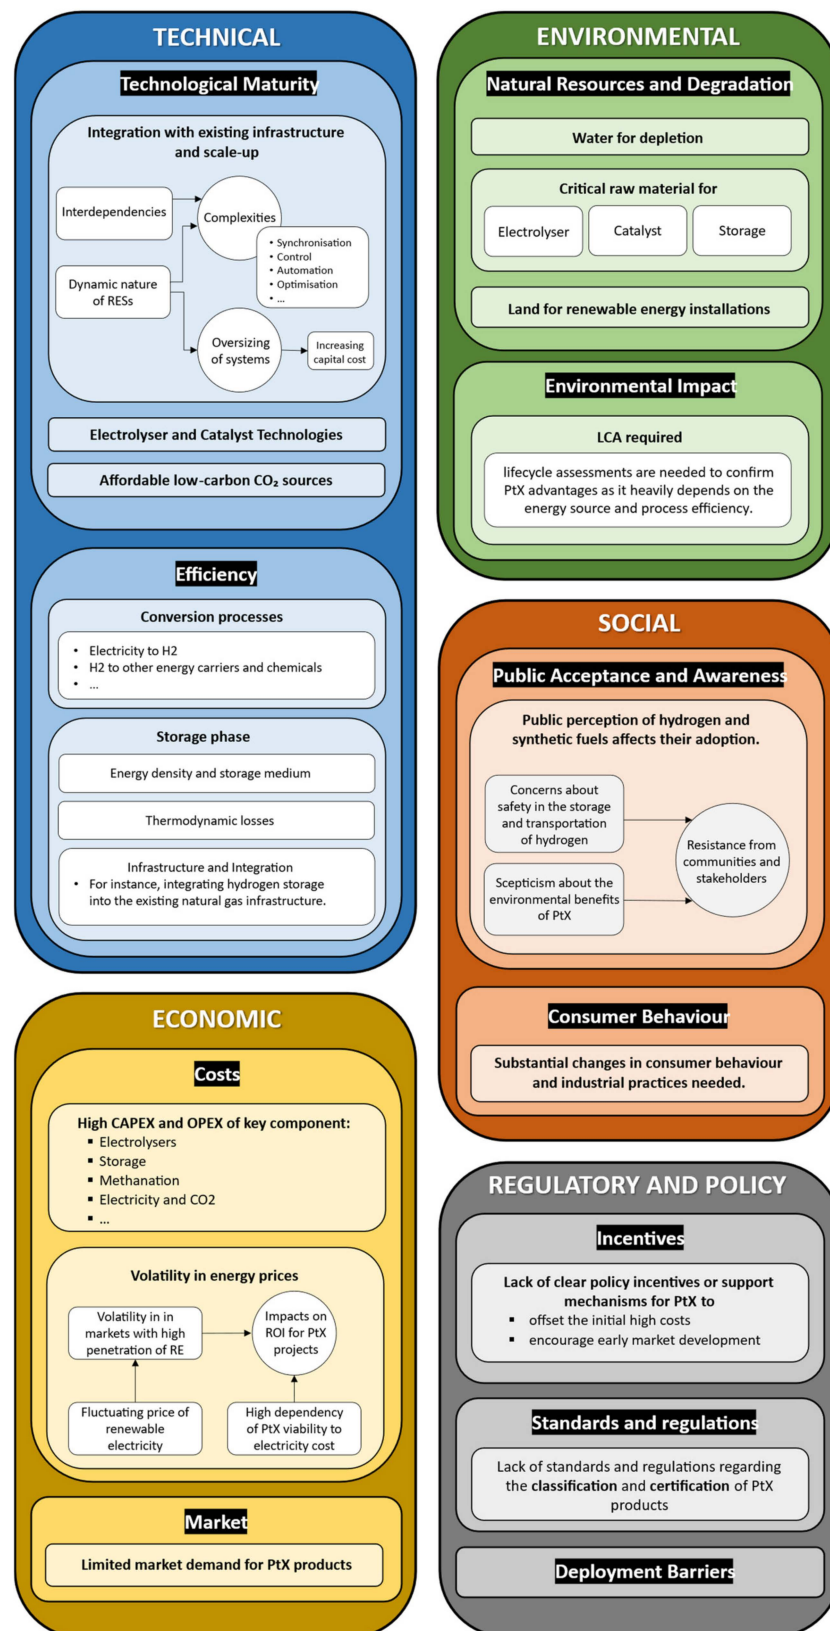 TECHNICAL
Technological Maturity
Integration with existing infrastructure
and scale-up
Interdependencies
Complexities
• Synchronisation
• Control
• Automation
• Optimisation
• ...
Dynamic nature
of RESs
Oversizing
of systems
Increasing
capital cost
Electrolyser and Catalyst Technologies
Affordable low-carbon CO₂ sources
Efficiency
Conversion processes
• Electricity to H2
• H2 to other energy carriers and chemicals
• ...
Storage phase
Energy density and storage medium
Thermodynamic losses
Infrastructure and Integration
• For instance, integrating hydrogen storage
into the existing natural gas infrastructure.
ECONOMIC
Costs
High CAPEX and OPEX of key component:
▪ Electrolysers
▪ Storage
▪ Methanation
▪ Electricity and CO2
▪ ...
Volatility in energy prices
Volatility in in
markets with high
penetration of RE
Impacts on
ROI for PtX
projects
Fluctuating price of
renewable
electricity
High dependency
of PtX viability to
electricity cost
Market
Limited market demand for PtX products
ENVIRONMENTAL
Natural Resources and Degradation
Water for depletion
Critical raw material for
Electrolyser
Catalyst
Storage
Land for renewable energy installations
Environmental Impact
LCA required
lifecycle assessments are needed to confirm
PtX advantages as it heavily depends on the
energy source and process efficiency.
SOCIAL
Public Acceptance and Awareness
Public perception of hydrogen and
synthetic fuels affects their adoption.
Concerns about
safety in the storage
and transportation
of hydrogen
Resistance from
communities and
stakeholders
Scepticism about the
environmental benefits
of PtX
Consumer Behaviour
Substantial changes in consumer behaviour
and industrial practices needed.
REGULATORY AND POLICY
Incentives
Lack of clear policy incentives or support
mechanisms for PtX to
▪ offset the initial high costs
▪ encourage early market development
Standards and regulations
Lack of standards and regulations regarding
the classification and certification of PtX
products
Deployment Barriers